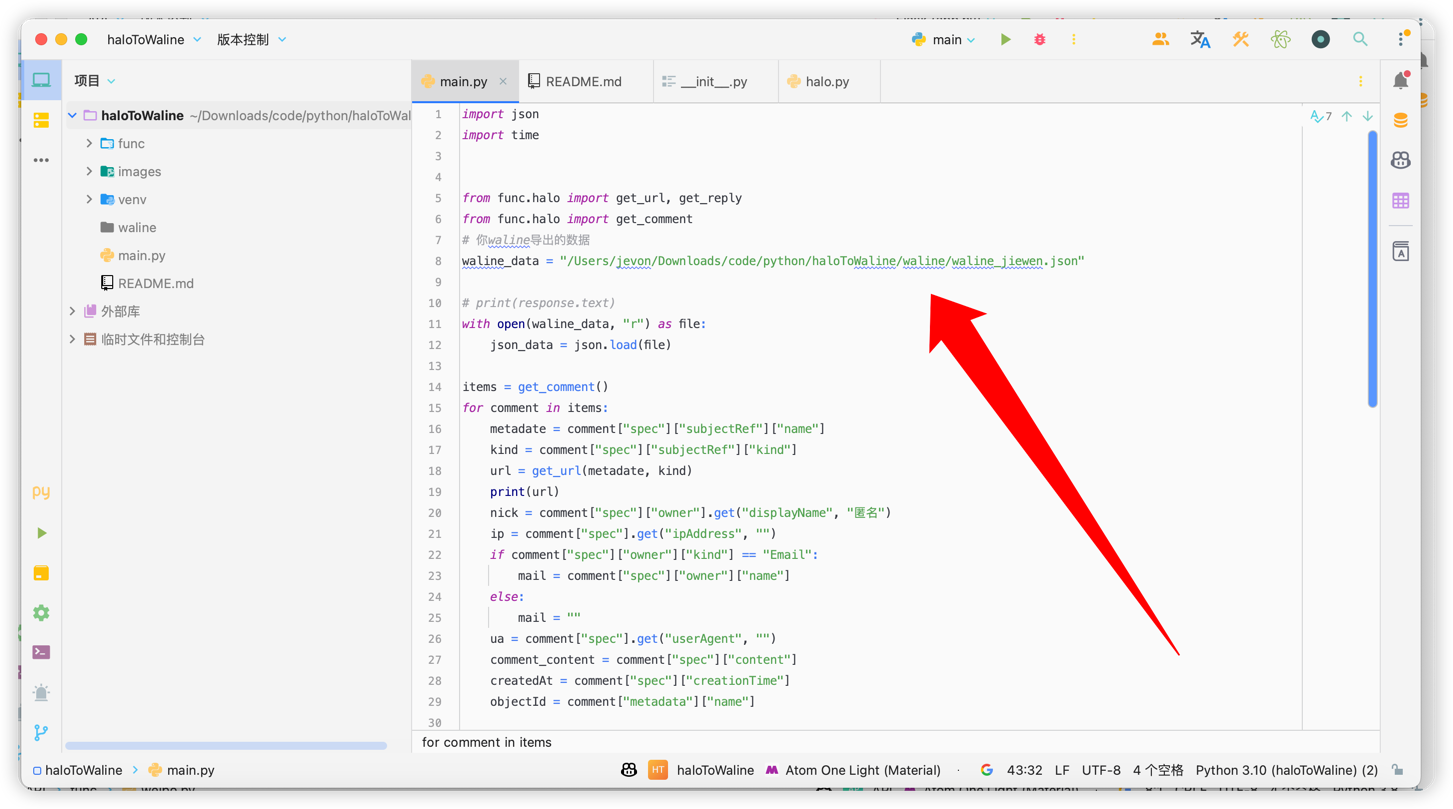 haloToWaline 版本控制 main
项目
main.py README.md __init__.py halo.py
haloToWaline ~/Downloads/code/python/haloToWal
func
images
venv
waline
main.py
README.md
外部库
临时文件和控制台
7
1 import json
2 import time
3
4
5 from func.halo import get_url, get_reply
6 from func.halo import get_comment
7 # 你waline导出的数据
8 waline_data = "/Users/jevon/Downloads/code/python/haloToWaline/waline/waline_jiewen.json"
9
10 # print(response.text)
11 with open(waline_data, "r") as file:
12 json_data = json.load(file)
13
14 items = get_comment()
15 for comment in items:
16 metadate = comment["spec"]["subjectRef"]["name"]
17 kind = comment["spec"]["subjectRef"]["kind"]
18 url = get_url(metadate, kind)
19 print(url)
20 nick = comment["spec"]["owner"].get("displayName", "匿名")
21 ip = comment["spec"].get("ipAddress", "")
22 if comment["spec"]["owner"]["kind"] == "Email":
23 mail = comment["spec"]["owner"]["name"]
24 else:
25 mail = ""
26 ua = comment["spec"].get("userAgent", "")
27 comment_content = comment["spec"]["content"]
28 createdAt = comment["spec"]["creationTime"]
29 objectId = comment["metadata"]["name"]
30
for comment in items
haloToWaline main.py HT haloToWaline Atom One Light (Material) · 43:32 LF UTF-8 4 个空格 Python 3.10 (haloToWaline) (2)